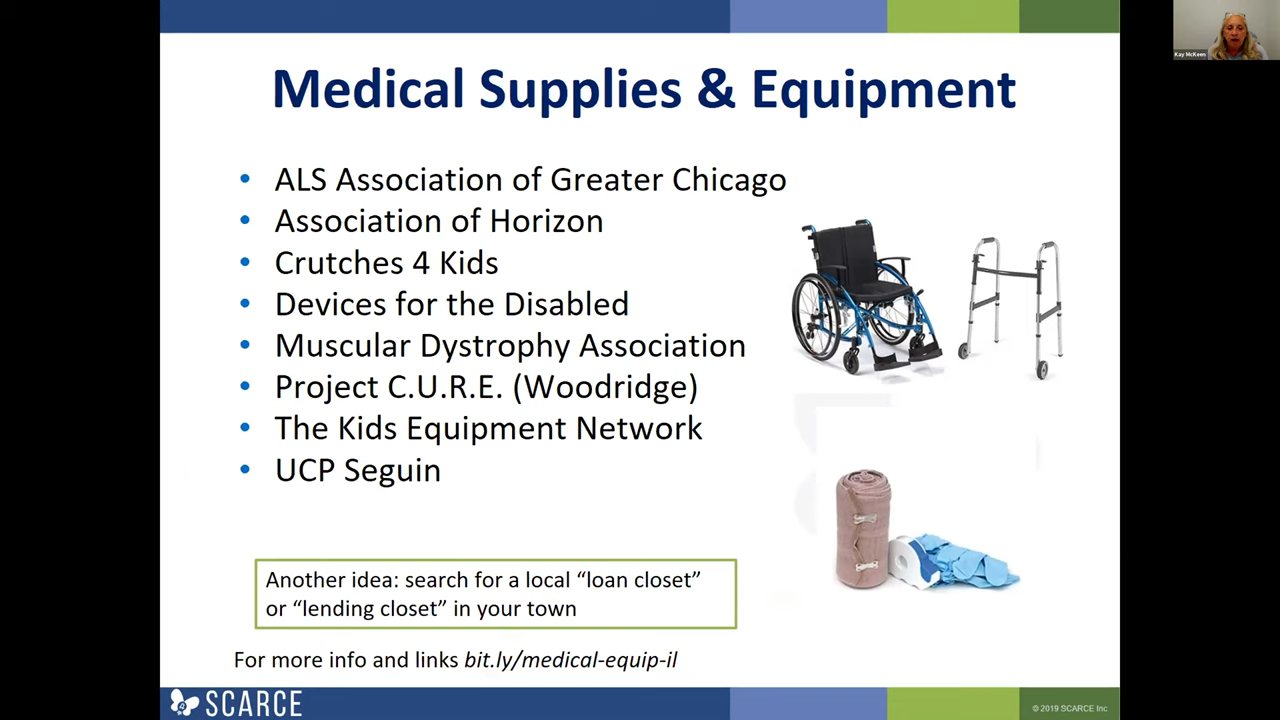 Medical Supplies & Equipment
• ALS Association of Greater Chicago
• Association of Horizon
• Crutches 4 Kids
• Devices for the Disabled
• Muscular Dystrophy Association
• Project C.U.R.E. (Woodridge)
• The Kids Equipment Network
• UCP Seguin
Another idea: search for a local “loan closet”
or “lending closet” in your town
For more info and links bit.ly/medical-equip-il
SCARCE
© 2019 SCARCE Inc
Kay McKeen